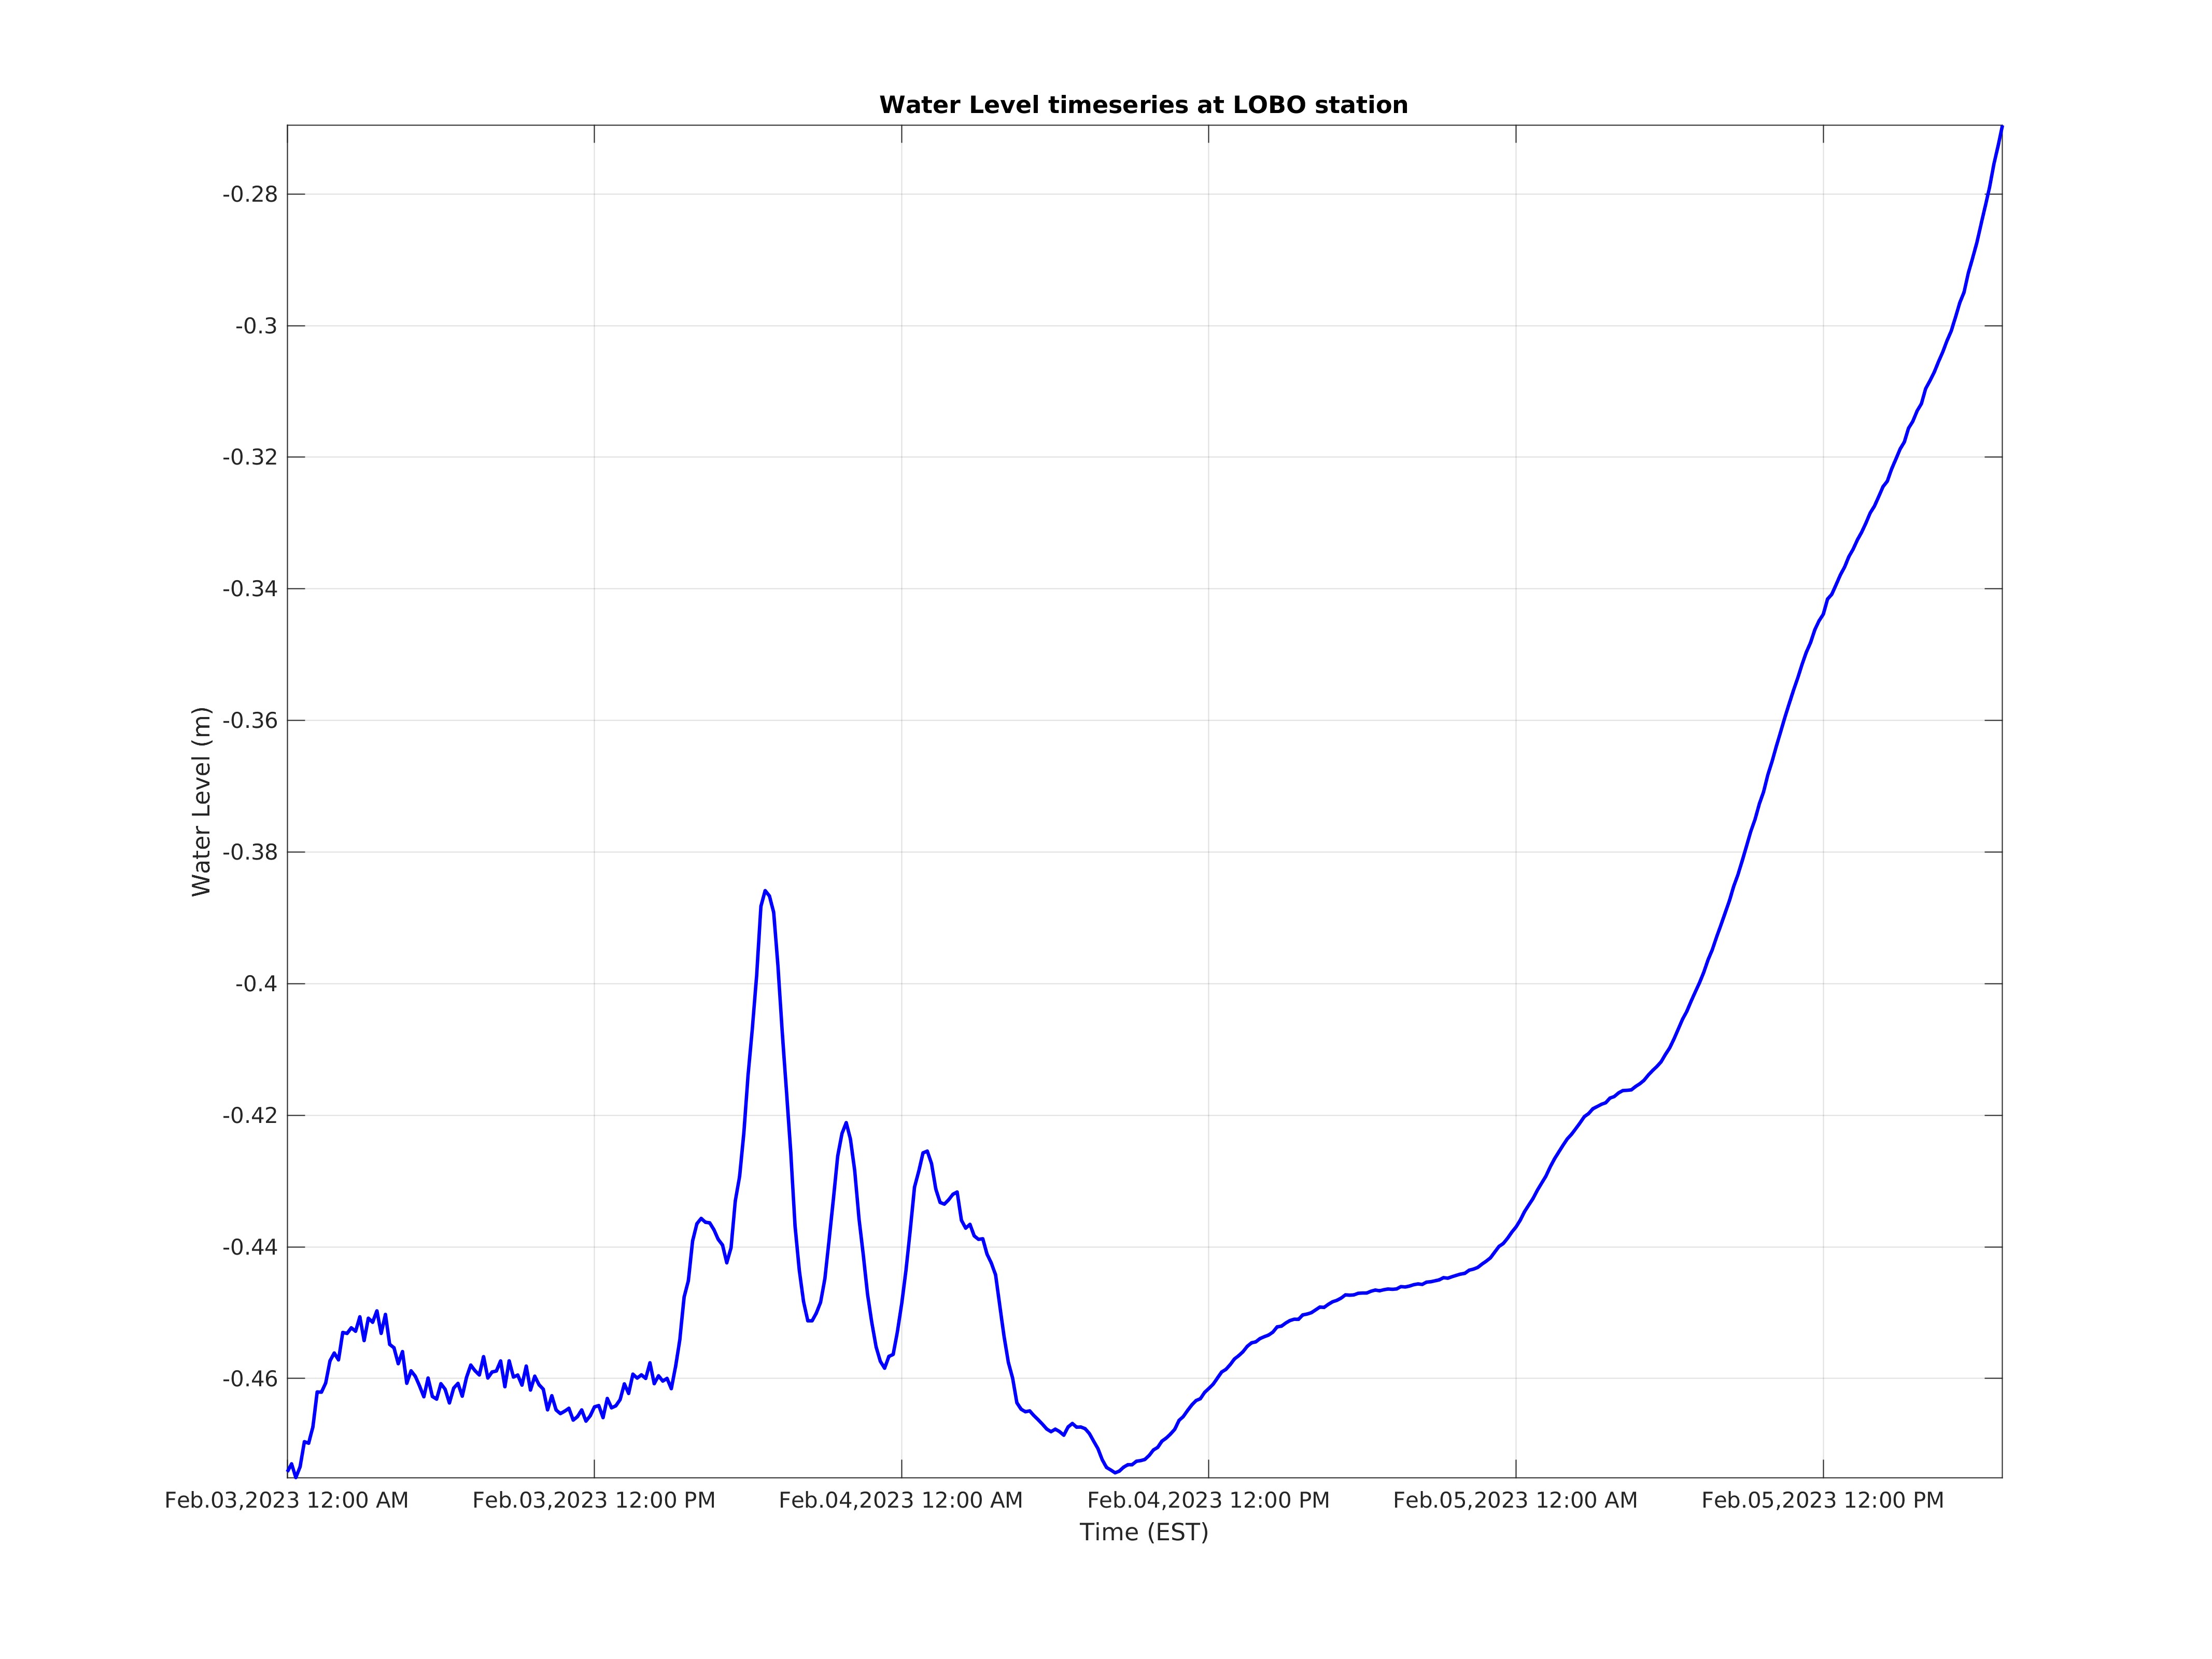 Water Level timeseries at LOBO station
-0.28
-0.3
-0.32
-0.34
-0.36
-0.38
-0.4
-0.42
-0.44
-0.46
Water Level (m)
Feb.03,2023 12:00 AM
Feb.03,2023 12:00 PM
Feb.04,2023 12:00 AM
Feb.04,2023 12:00 PM
Feb.05,2023 12:00 AM
Feb.05,2023 12:00 PM
Time (EST)